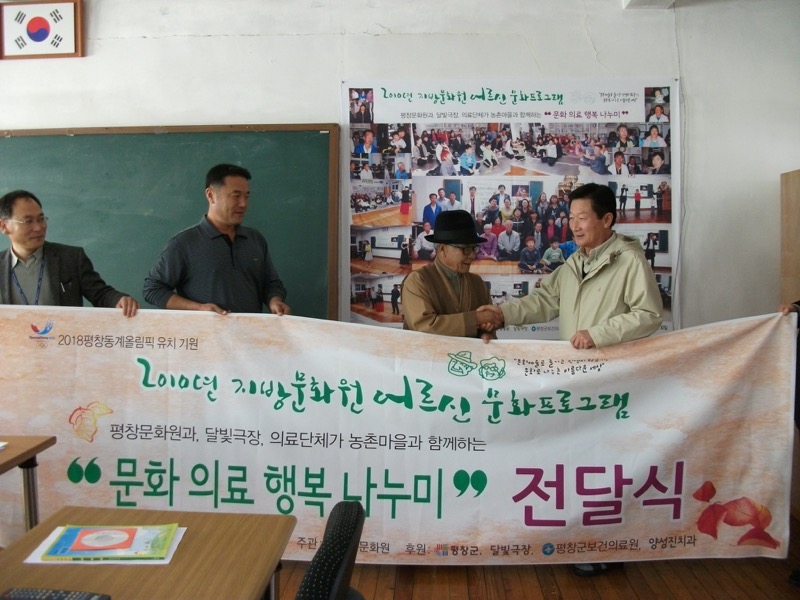 2010년 지방문화원 어르신 문화프로그램
평창문화원과, 달빛극장, 의료단체가 농촌마을과 함께하는 “ 문화 의료 행복 나누미 ”
2018평창동계올림픽 유치 기원
2010년 지방문화원 어르신 문화프로그램
평창문화원과, 달빛극장, 의료단체가 농촌마을과 함께하는
“ 문화 의료 행복 나누미 ” 전달식
주관 문화원 후원 : 평창군, 달빛극장, 평창군보건의료원, 양성진치과